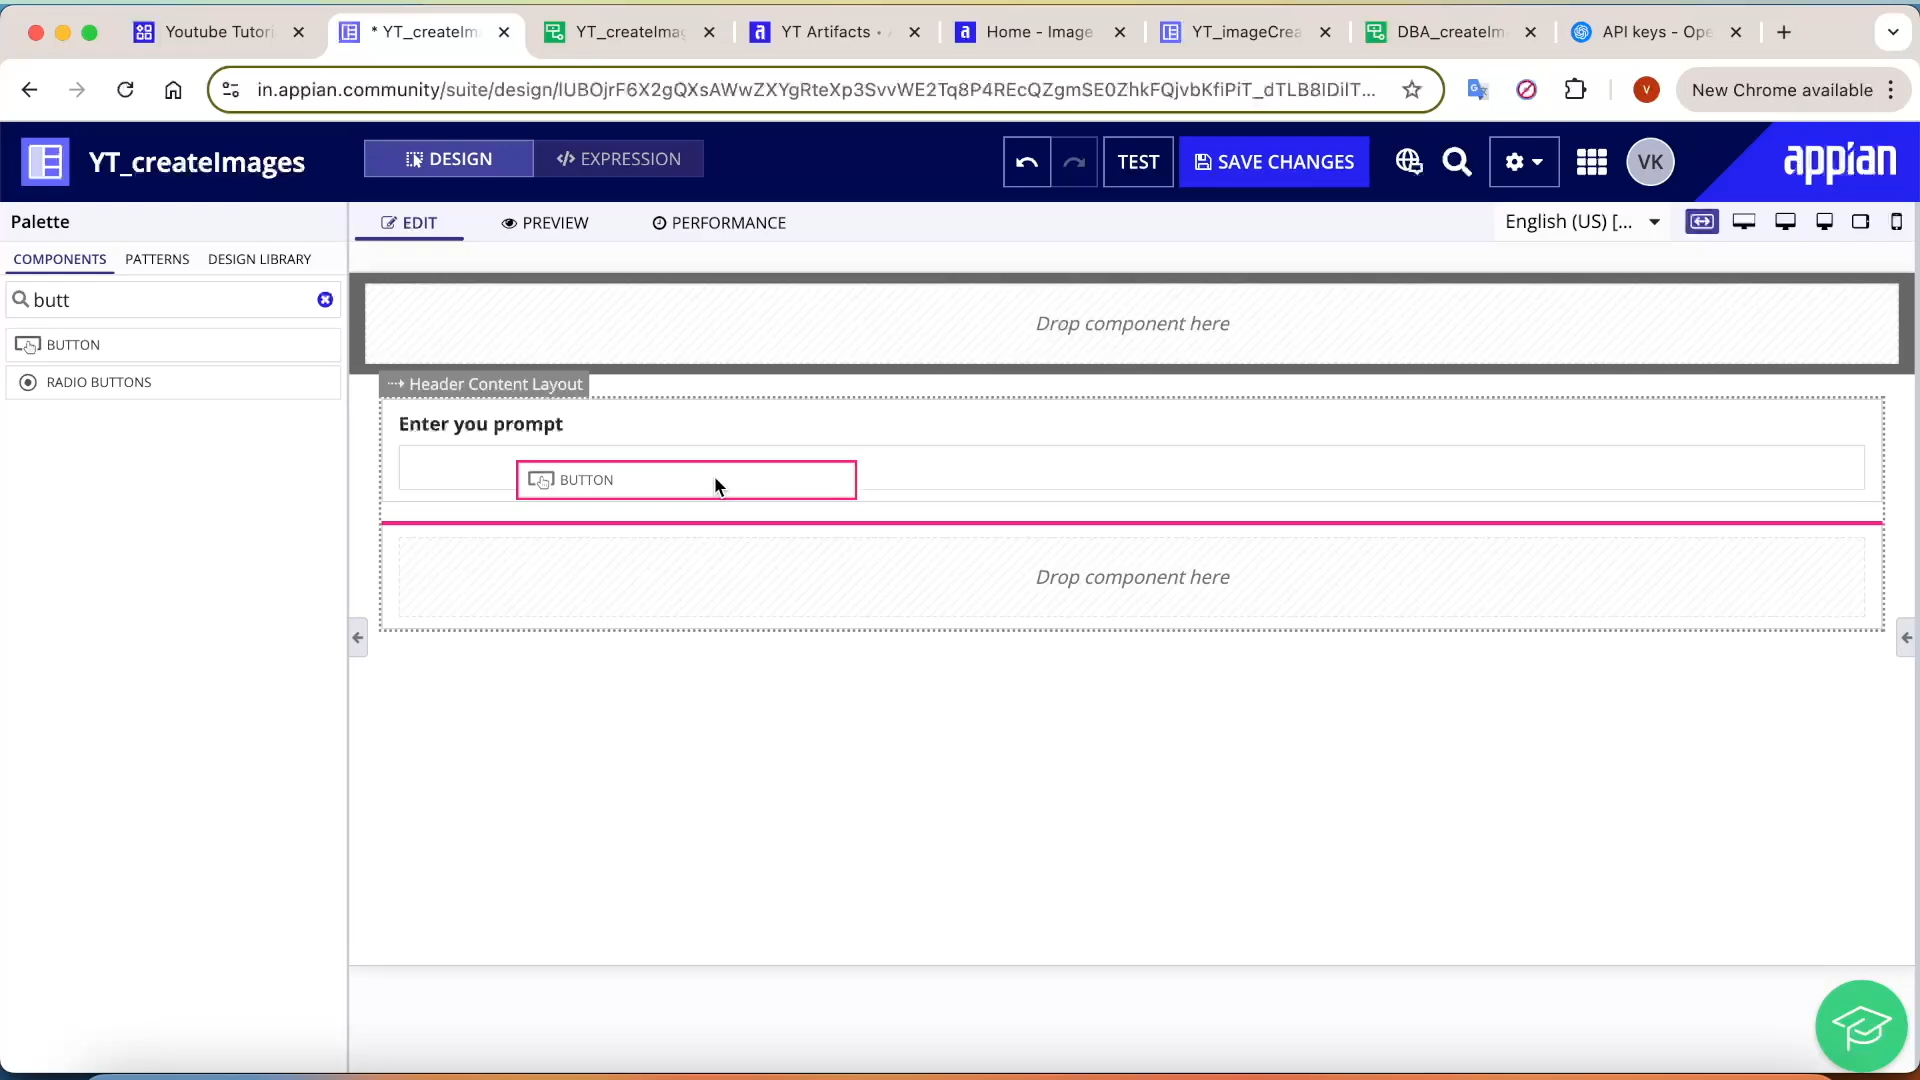 Youtube Tutori
* YT_createIm
YT_createImag
YT Artifacts • A
Home - Image
YT_imageCrea
DBA_createIm
API keys - Ope
in.appian.community/suite/design/lUBOjrF6X2gQXsAWwZXYgRteXp3SvvWE2Tq8P4REcQZgmSE0ZhkFQjvbKfiPiT_dTLB8IDiIT...
V
New Chrome available
YT_createImages
DESIGN
</> EXPRESSION
TEST
SAVE CHANGES
VK
appian
Palette
EDIT
PREVIEW
PERFORMANCE
English (US) [...
COMPONENTS
PATTERNS
DESIGN LIBRARY
butt
BUTTON
RADIO BUTTONS
Drop component here
Header Content Layout
Enter you prompt
BUTTON
Drop component here